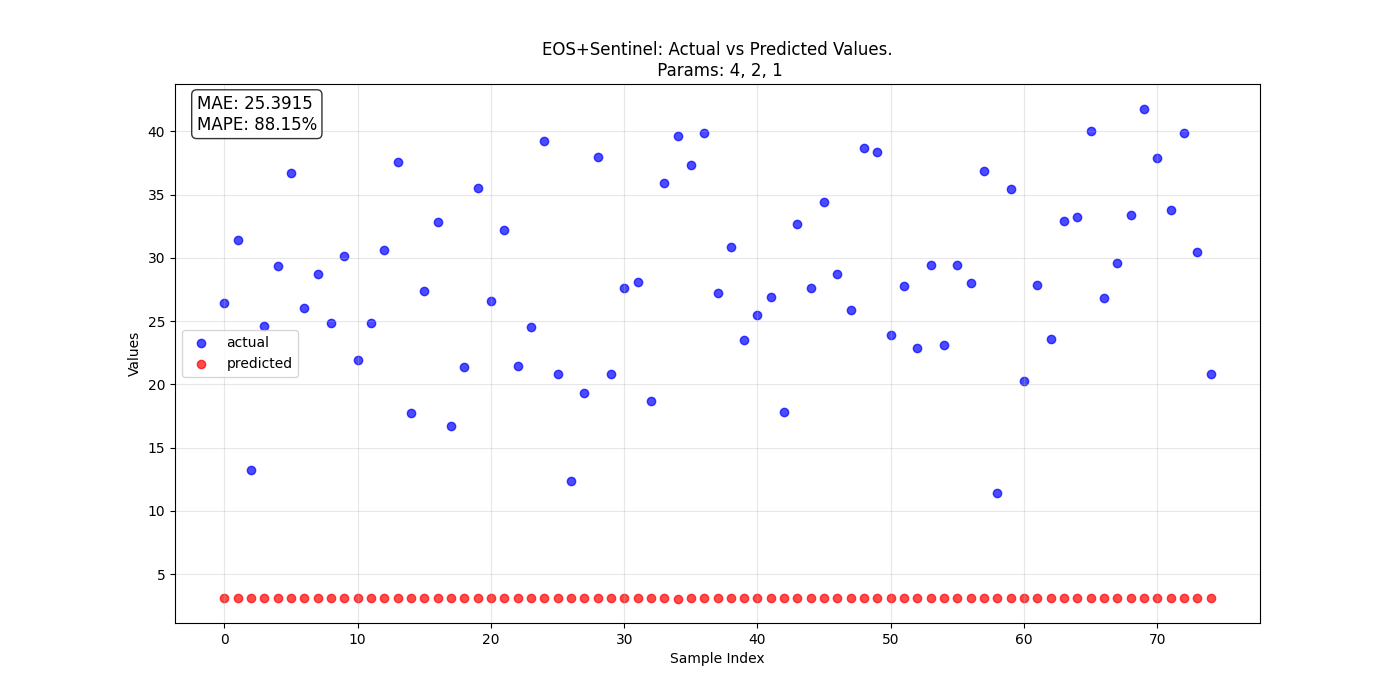 EOS+Sentinel: Actual vs Predicted Values.
Params: 4, 2, 1
MAE: 25.3915
MAPE: 88.15%
40
35
30
25
20
15
10
5
Values
actual
predicted
0 10 20 30 40 50 60 70
Sample Index